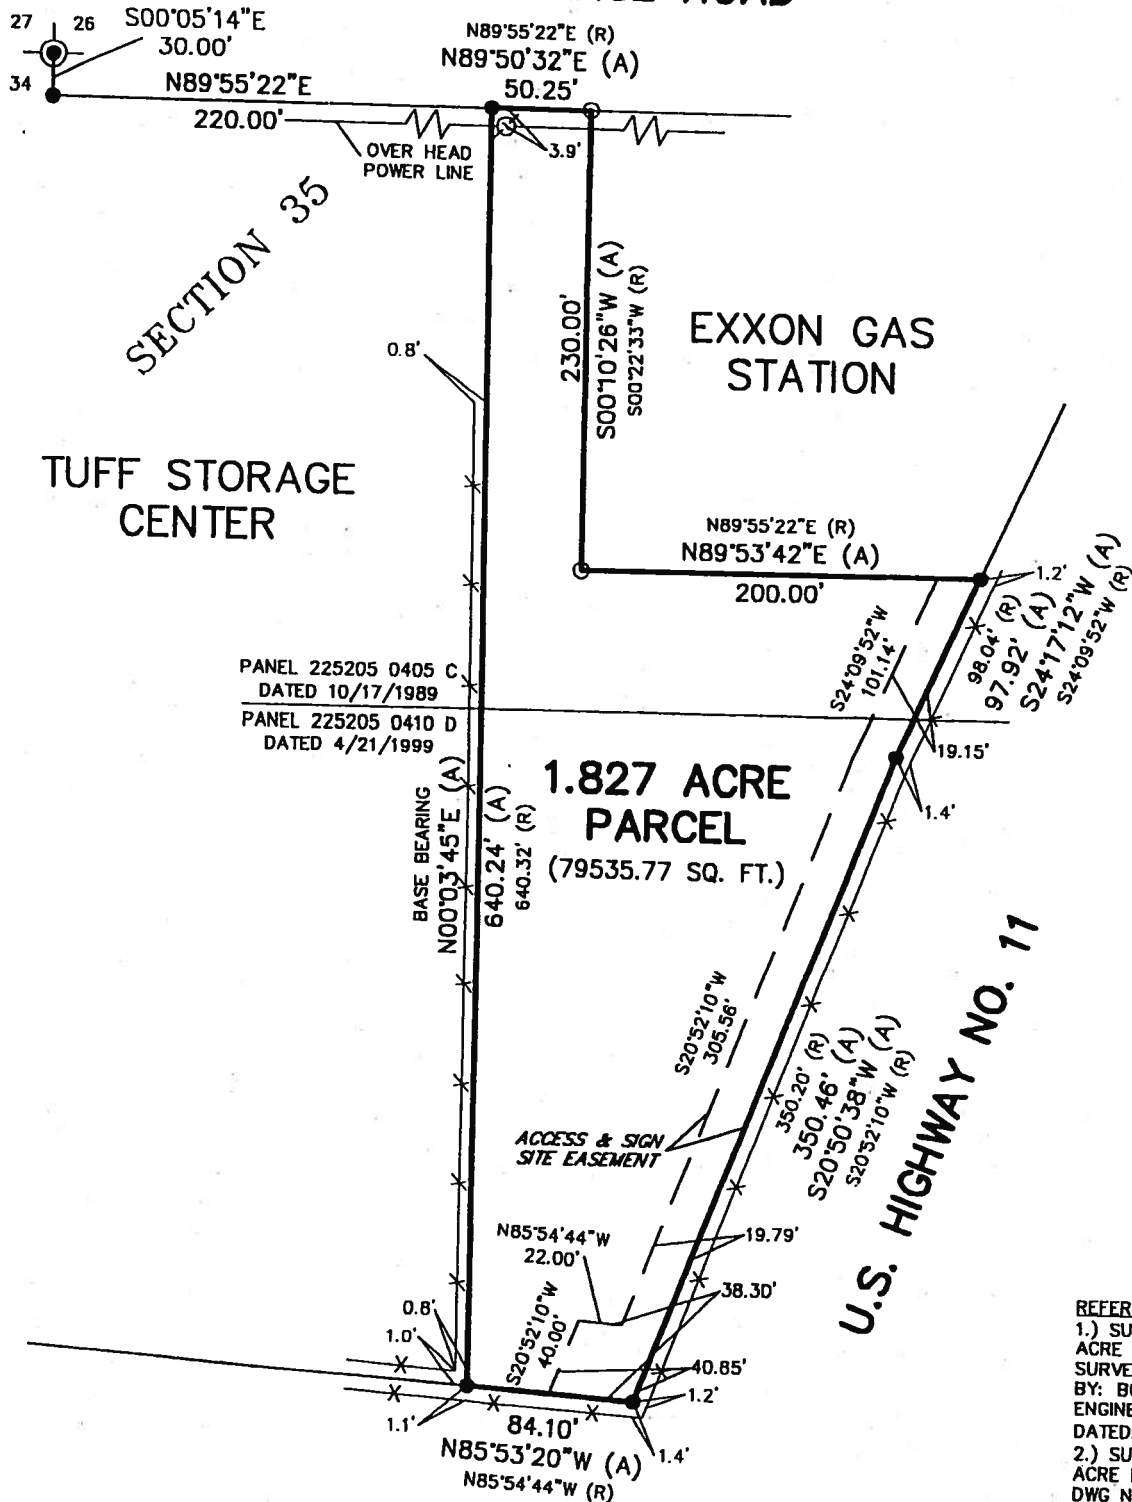 ROAD
27 26
34
S00°05'14"E
30.00'
N89°55'22"E
220.00'
N89°55'22"E (R)
N89°50'32"E (A)
50.25'
OVER HEAD
POWER LINE
3.9'
SECTION 35
0.8'
230.00'
S00°10'26"W (A)
S00°22'33"W (R)
EXXON GAS
STATION
TUFF STORAGE
CENTER
N89°55'22"E (R)
N89°53'42"E (A)
200.00'
1.2'
98.04' (R)
97.92' (A)
S24°17'12"W (A)
S24°09'52"W (R)
S24°09'52"W
101.14'
PANEL 225205 0405 C
DATED 10/17/1989
PANEL 225205 0410 D
DATED 4/21/1999
19.15'
1.4'
1.827 ACRE
PARCEL
(79535.77 SQ. FT.)
BASE BEARING
N00°03'45"E (A)
640.24' (A)
640.32' (R)
S20°52'10"W
305.56'
350.20' (R)
350.46' (A)
S20°50'38"W (A)
S20°52'10"W (R)
U.S. HIGHWAY NO. 11
ACCESS & SIGN
SITE EASEMENT
N85°54'44"W
22.00'
19.79'
38.30'
S20°52'10"W
40.00'
0.8'
1.0'
40.85'
1.2'
1.1'
84.10'
1.4'
N85°53'20"W (A)
N85°54'44"W (R)
REFER
1.) SU
ACRE
SURVE
BY: B
ENGINE
DATED
2.) SU
ACRE
DWG N